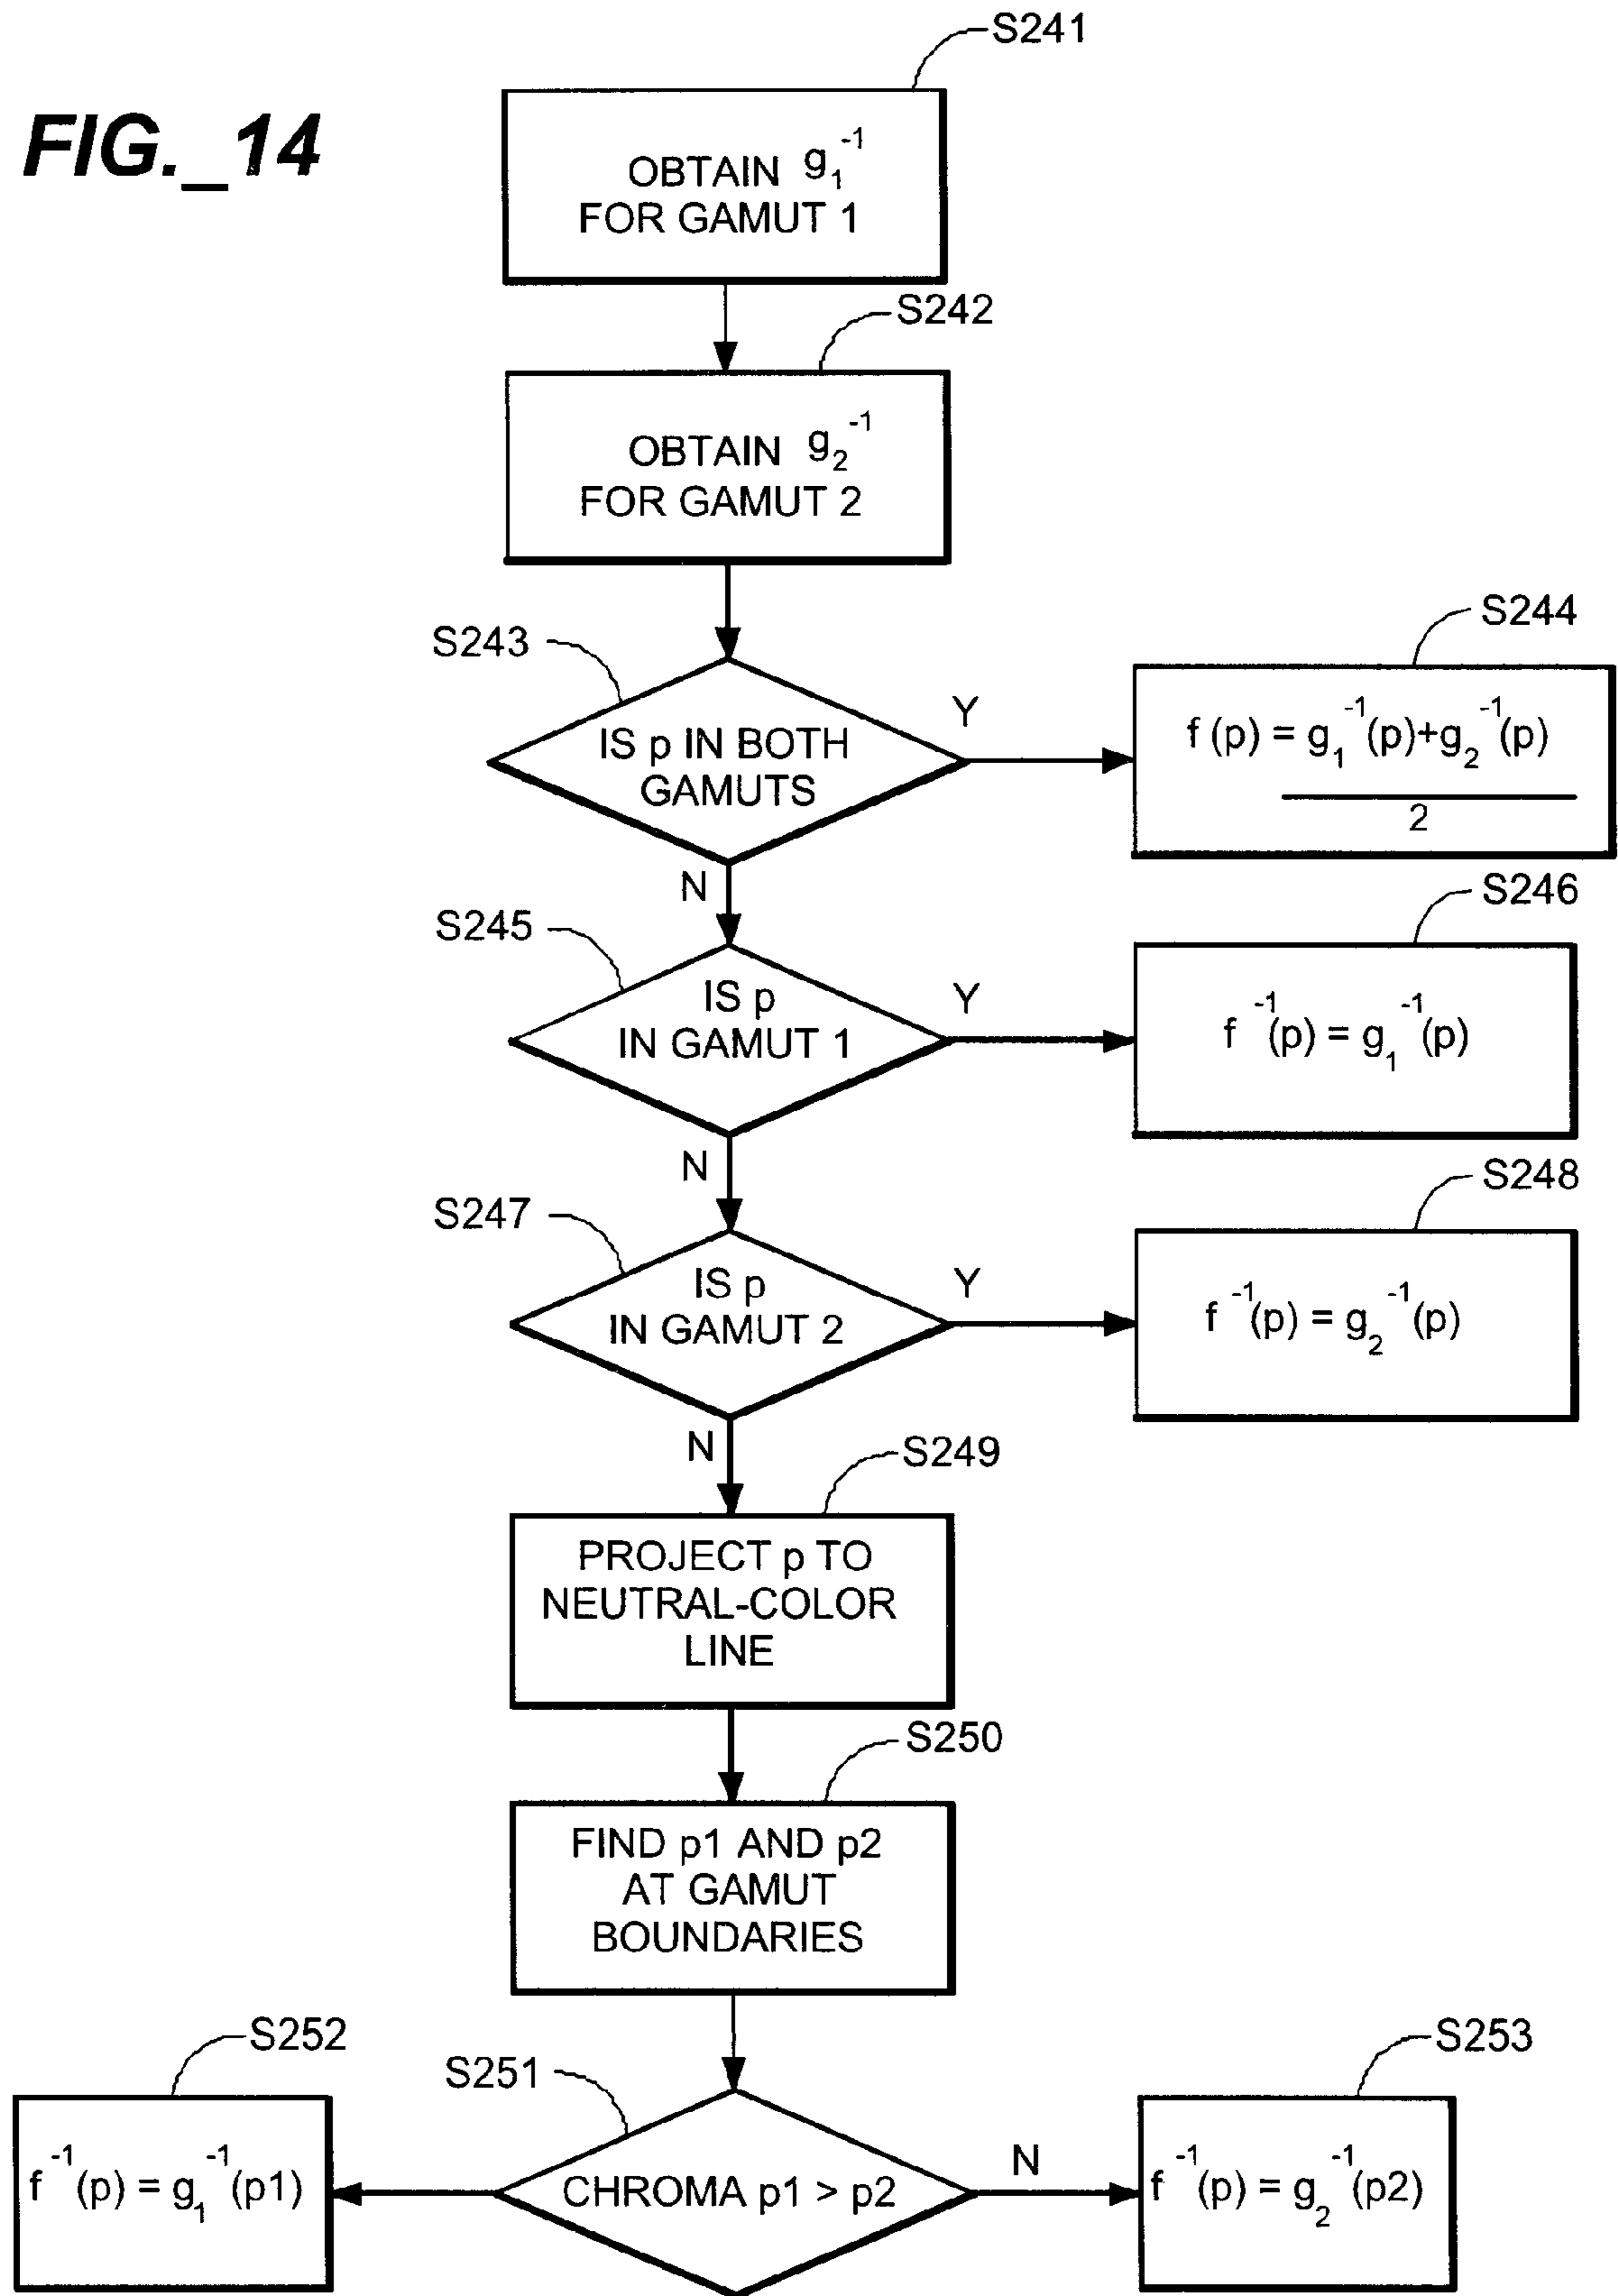 FIG._14
S241
OBTAIN g₁⁻¹
FOR GAMUT 1
S242
OBTAIN g₂⁻¹
FOR GAMUT 2
S243
IS p IN BOTH
GAMUTS
Y
N
S244
f (p) = g₁⁻¹(p)+g₂⁻¹(p)
2
S245
IS p
IN GAMUT 1
Y
N
S246
f⁻¹(p) = g₁⁻¹(p)
S247
IS p
IN GAMUT 2
Y
N
S248
f⁻¹(p) = g₂⁻¹(p)
S249
PROJECT p TO
NEUTRAL-COLOR
LINE
S250
FIND p1 AND p2
AT GAMUT
BOUNDARIES
S251
CHROMA p1 > p2
N
S252
f⁻¹(p) = g₁⁻¹(p1)
S253
f⁻¹(p) = g₂⁻¹(p2)